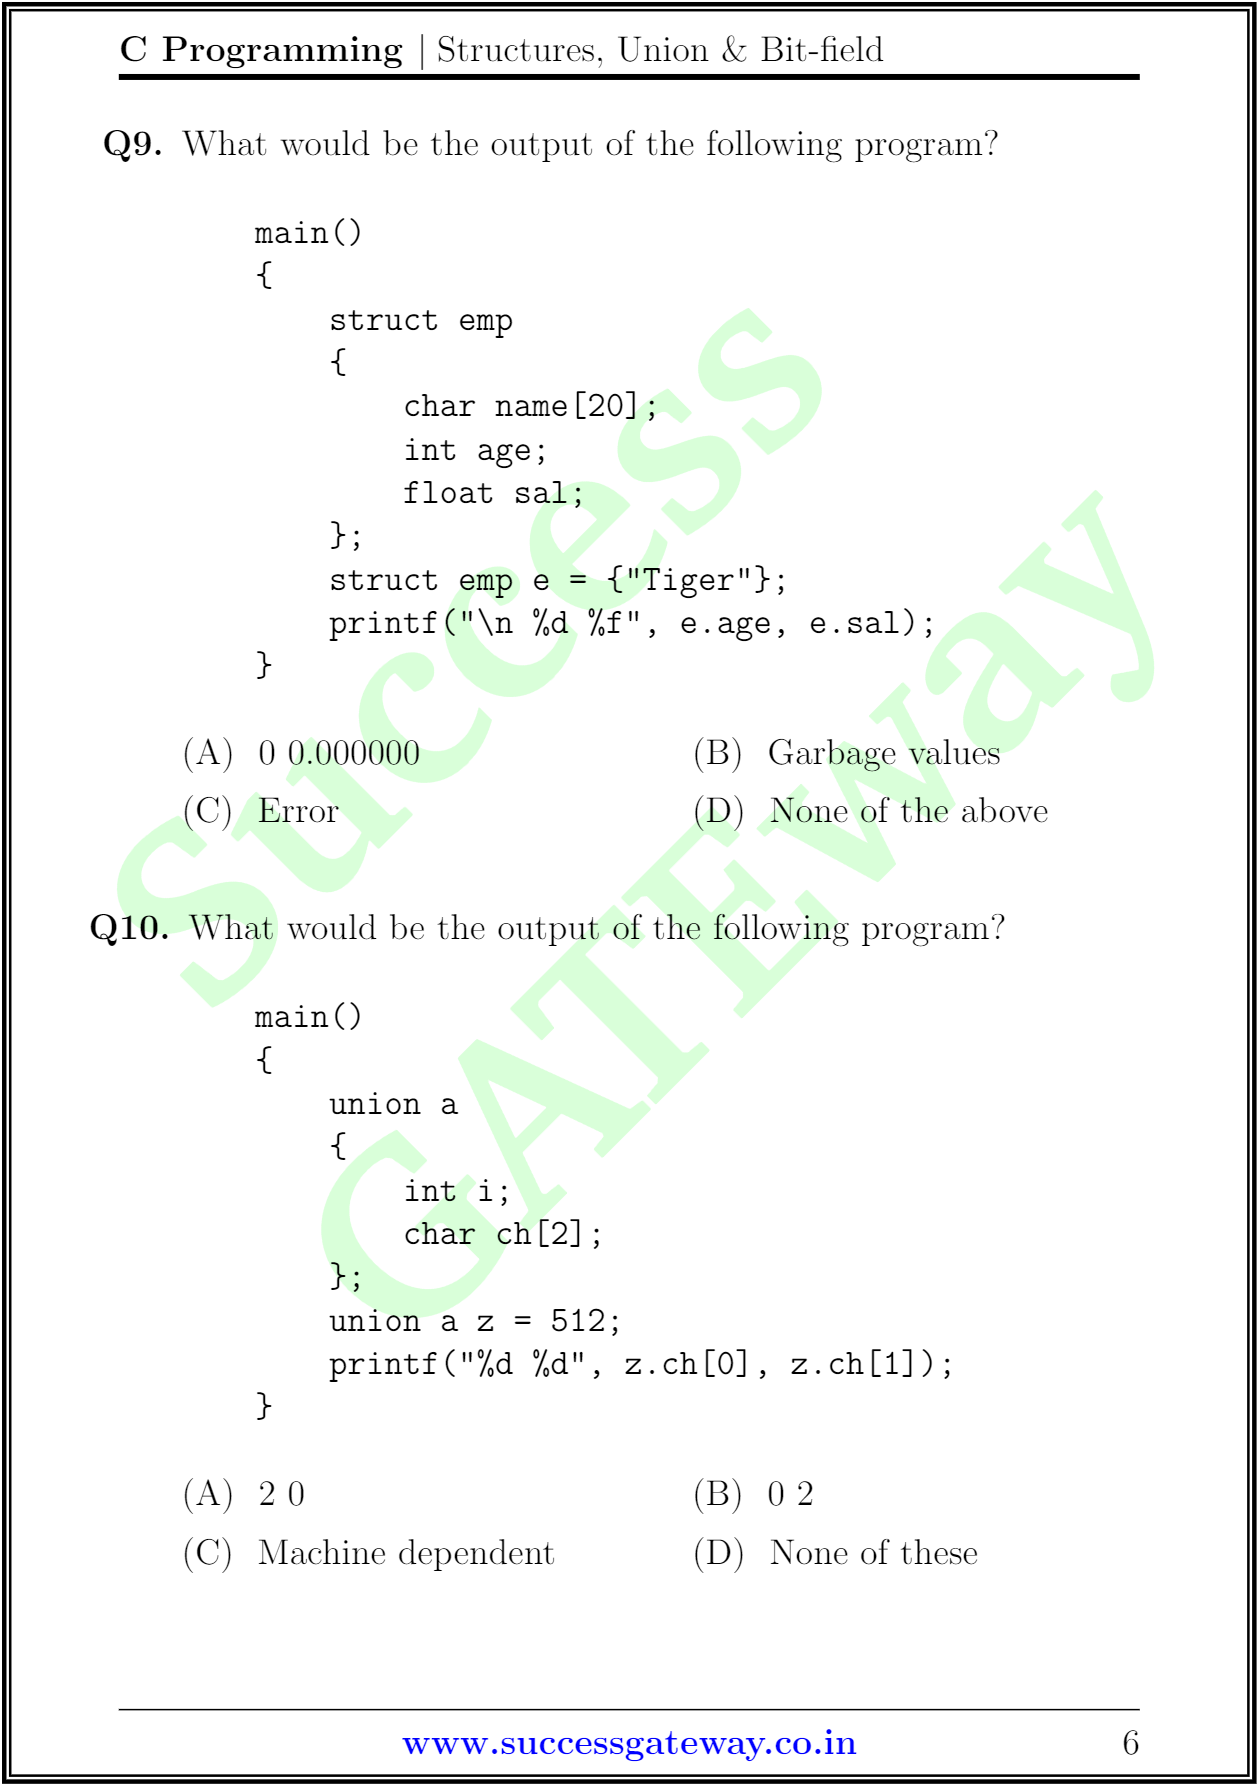 C Programming | Structures, Union & Bit-field
Q9. What would be the output of the following program?
main()
{
    struct emp
    {
        char name[20];
        int age;
        float sal;
    };
    struct emp e = {"Tiger"};
    printf("\n %d %f", e.age, e.sal);
}
(A) 0 0.000000 (B) Garbage values
(C) Error (D) None of the above
Q10. What would be the output of the following program?
main()
{
    union a
    {
        int i;
        char ch[2];
    };
    union a z = 512;
    printf("%d %d", z.ch[0], z.ch[1]);
}
(A) 2 0 (B) 0 2
(C) Machine dependent (D) None of these
www.successgateway.co.in 6
Success
GATEway